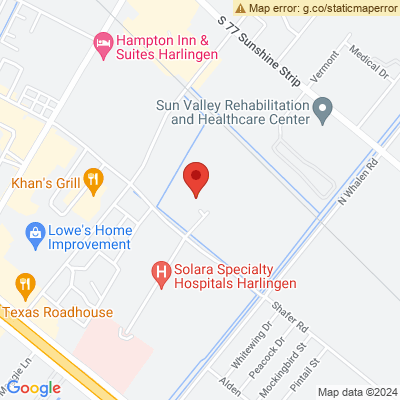 Map error: g.co/staticmaperror
S 77 Sunshine Strip
Hampton Inn &
Suites Harlingen
Vermont
Medical Dr
Sun Valley Rehabilitation
and Healthcare Center
N Whalen Rd
Khan's Grill
Lowe's Home
Improvement
Solara Specialty
Hospitals Harlingen
Texas Roadhouse
Shafer Rd
Whitewing Dr
Peacock Dr
Mockingbird St
Pintail St
Alden
Maggie Ln
Google
Map data ©2024